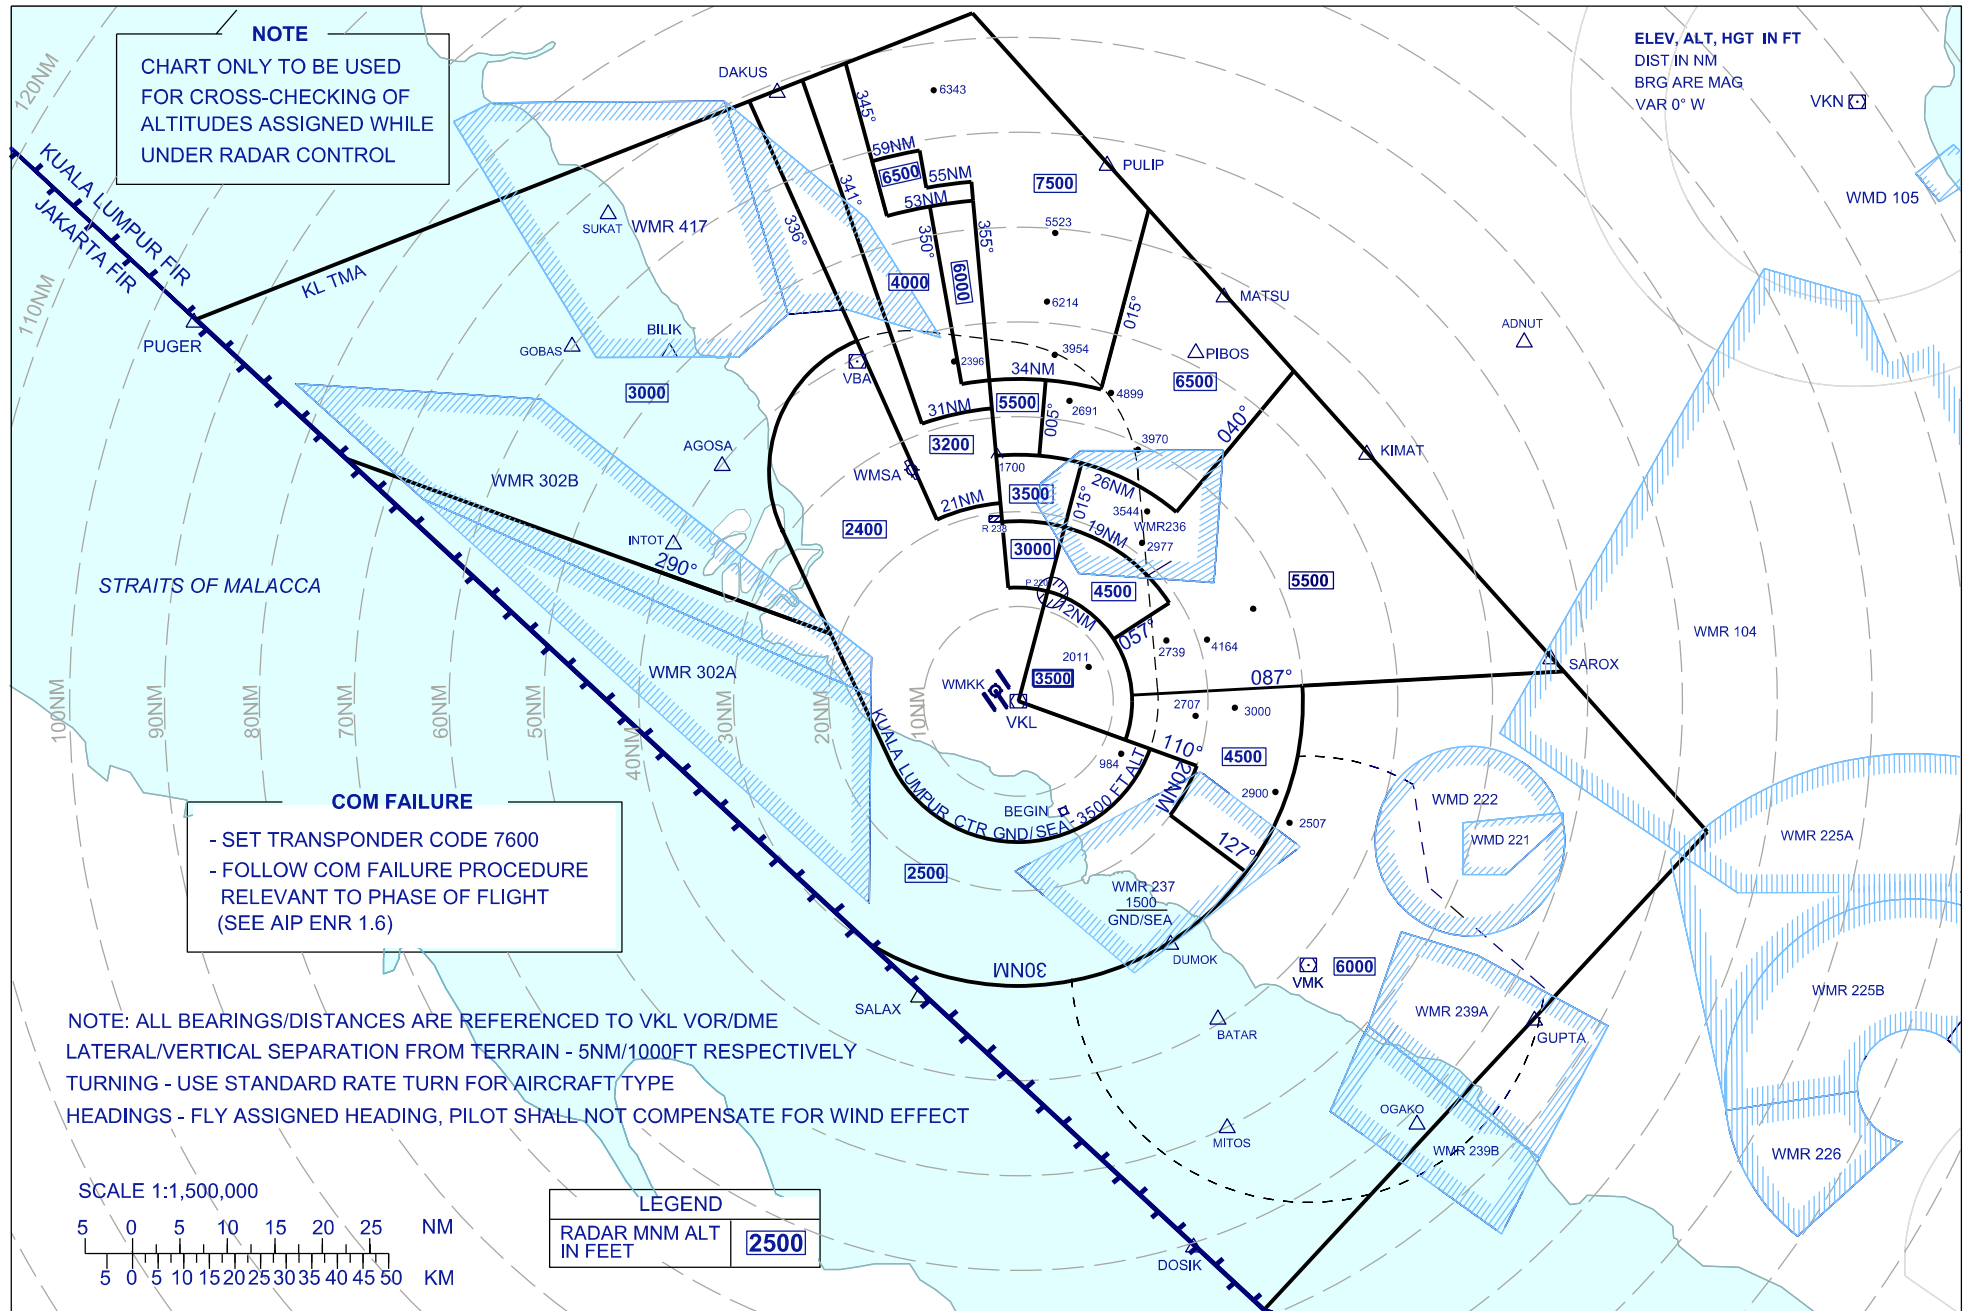 NOTE
CHART ONLY TO BE USED
FOR CROSS-CHECKING OF
ALTITUDES ASSIGNED WHILE
UNDER RADAR CONTROL
ELEV, ALT, HGT IN FT
DIST IN NM
BRG ARE MAG
VAR 0° W
VKN
WMD 105
120NM
110NM
KUALA LUMPUR FIR
JAKARTA FIR
PUGER
KL TMA
DAKUS
SUKAT
WMR 417
GOBAS
BILIK
3000
AGOSA
WMR 302B
INTOT
290°
STRAITS OF MALACCA
WMR 302A
336°
341°
345°
6343
59NM
6500
55NM
53NM
350°
6000
355°
4000
7500
5523
6214
PULIP
015°
MATSU
ADNUT
PIBOS
6500
VBA
2396
3954
34NM
4899
31NM
5500
005°
2691
040°
KIMAT
3200
3970
WMSA
1700
21NM
3500
015°
26NM
3544
WMR236
2977
R 238
19NM
2400
3000
P 220
12NM
4500
057°
5500
2739
4164
WMR 104
2011
3500
WMKK
VKL
087°
SAROX
2707
3000
110°
4500
984
20NM
2900
2507
127°
100NM
90NM
80NM
70NM
60NM
50NM
40NM
30NM
20NM
10NM
KUALA LUMPUR CTR GND/SEA - 3500 FT ALT
BEGIN
WMR 237
1500
GND/SEA
2500
30NM
DUMOK
WMD 222
WMD 221
WMR 225A
WMR 225B
WMR 226
VMK
6000
WMR 239A
GUPTA
OGAKO
WMR 239B
BATAR
MITOS
SALAX
DOSIK
COM FAILURE
- SET TRANSPONDER CODE 7600
- FOLLOW COM FAILURE PROCEDURE
RELEVANT TO PHASE OF FLIGHT
(SEE AIP ENR 1.6)
NOTE: ALL BEARINGS/DISTANCES ARE REFERENCED TO VKL VOR/DME
LATERAL/VERTICAL SEPARATION FROM TERRAIN - 5NM/1000FT RESPECTIVELY
TURNING - USE STANDARD RATE TURN FOR AIRCRAFT TYPE
HEADINGS - FLY ASSIGNED HEADING, PILOT SHALL NOT COMPENSATE FOR WIND EFFECT
SCALE 1:1,500,000
5 0 5 10 15 20 25 NM
5 0 5 10 15 20 25 30 35 40 45 50 KM
LEGEND
RADAR MNM ALT
IN FEET
2500